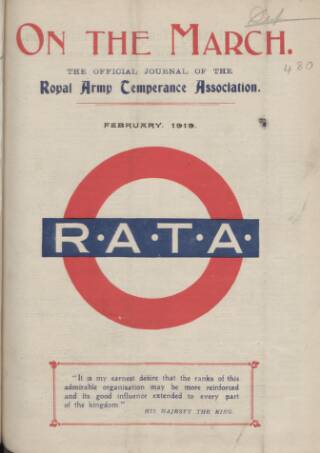 ON THE MARCH.
480
THE OFFICIAL JOURNAL OF THE
Royal Army Temperance Association.
FEBRUARY. 1919.
R·A·T·A·
"It is my earnest desire that the ranks of this
admirable organisation may be more reinforced
and its good influence extended to every part
of the kingdom"
HIS MAJESTY THE KING.